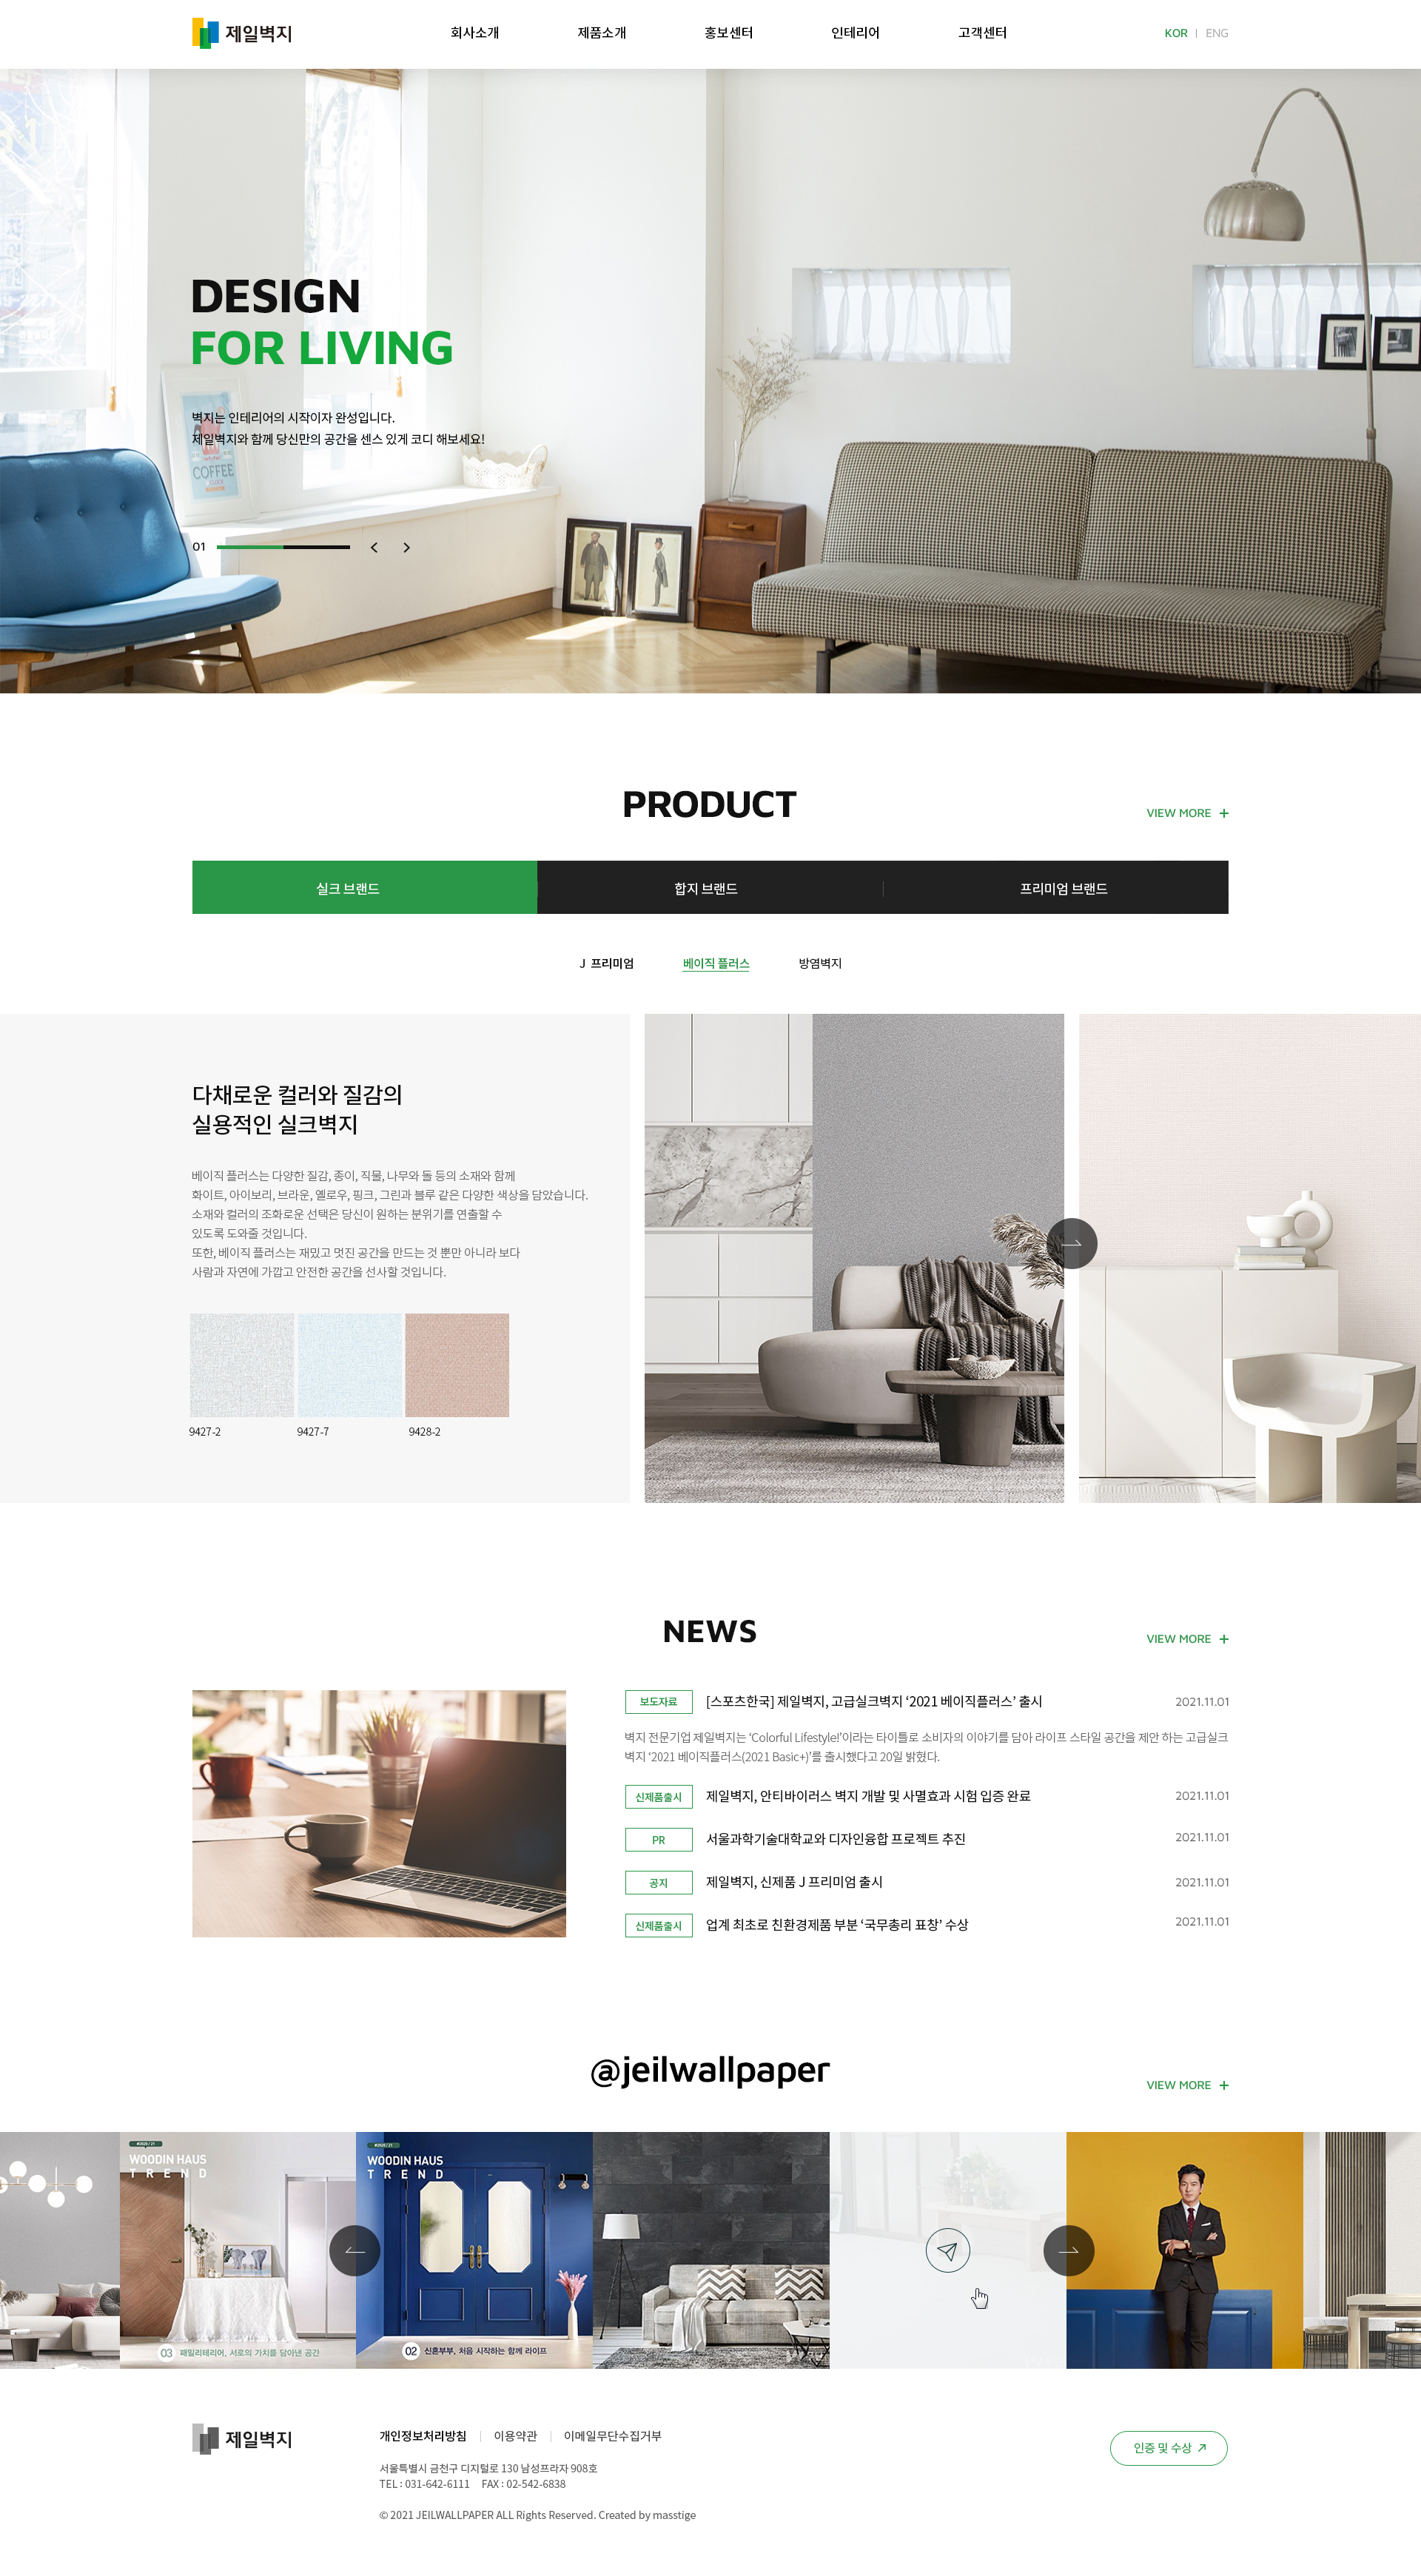 제일벽지
회사소개
제품소개
홍보센터
인테리어
고객센터
KOR | ENG
DESIGN
FOR LIVING
벽지는 인테리어의 시작이자 완성입니다.
제일벽지와 함께 당신만의 공간을 센스 있게 코디 해보세요!
COFFEE
01
PRODUCT
VIEW MORE +
실크 브랜드
합지 브랜드
프리미엄 브랜드
J 프리미엄
베이직 플러스
방염벽지
다채로운 컬러와 질감의
실용적인 실크벽지
베이직 플러스는 다양한 질감, 종이, 직물, 나무와 돌 등의 소재와 함께
화이트, 아이보리, 브라운, 옐로우, 핑크, 그린과 블루 같은 다양한 색상을 담았습니다.
소재와 컬러의 조화로운 선택은 당신이 원하는 분위기를 연출할 수
있도록 도와줄 것입니다.
또한, 베이직 플러스는 재밌고 멋진 공간을 만드는 것 뿐만 아니라 보다
사람과 자연에 가깝고 안전한 공간을 선사할 것입니다.
9427-2
9427-7
9428-2
NEWS
VIEW MORE +
보도자료 [스포츠한국] 제일벽지, 고급실크벽지 ‘2021 베이직플러스’ 출시 2021.11.01
벽지 전문기업 제일벽지는 ‘Colorful Lifestyle!’이라는 타이틀로 소비자의 이야기를 담아 라이프 스타일 공간을 제안 하는 고급실크
벽지 ‘2021 베이직플러스(2021 Basic+)’를 출시했다고 20일 밝혔다.
신제품출시 제일벽지, 안티바이러스 벽지 개발 및 사멸효과 시험 입증 완료 2021.11.01
PR 서울과학기술대학교와 디자인융합 프로젝트 추진 2021.11.01
공지 제일벽지, 신제품 J 프리미엄 출시 2021.11.01
신제품출시 업계 최초로 친환경제품 부분 ‘국무총리 표창’ 수상 2021.11.01
@jeilwallpaper
VIEW MORE +
WOODIN HAUS
TREND
03 패밀리테리어, 서로의 가치를 담아낸 공간
WOODIN HAUS
TREND
02 신혼부부, 처음 시작하는 함께 라이프
제일벽지
개인정보처리방침 | 이용약관 | 이메일무단수집거부
인증 및 수상
서울특별시 금천구 디지털로 130 남성프라자 908호
TEL : 031-642-6111 FAX : 02-542-6838
© 2021 JEILWALLPAPER ALL Rights Reserved. Created by masstige